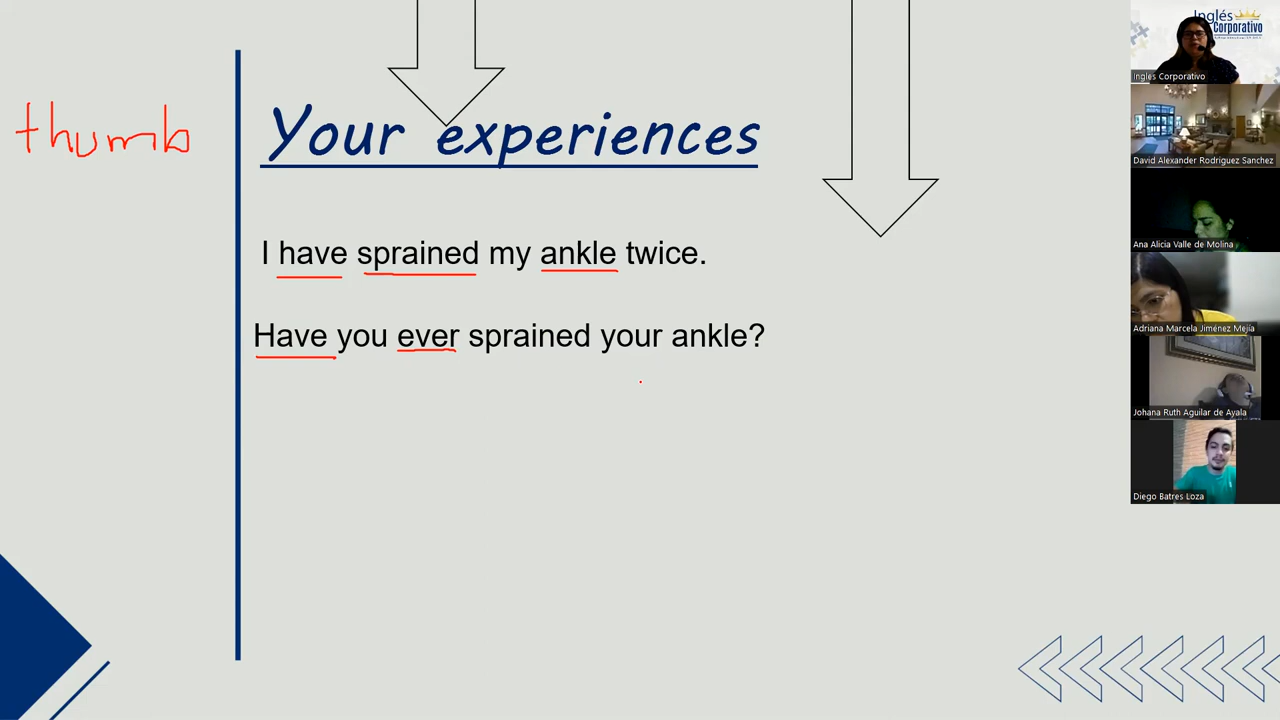 thumb
Your experiences
I have sprained my ankle twice.
Have you ever sprained your ankle?
Inglés
Corporativo
Ingles Corporativo
David Alexander Rodriguez Sanchez
Ana Alicia Valle de Molina
Adriana Marcela Jiménez Mejía
Johana Ruth Aguilar de Ayala
Diego Batres Loza